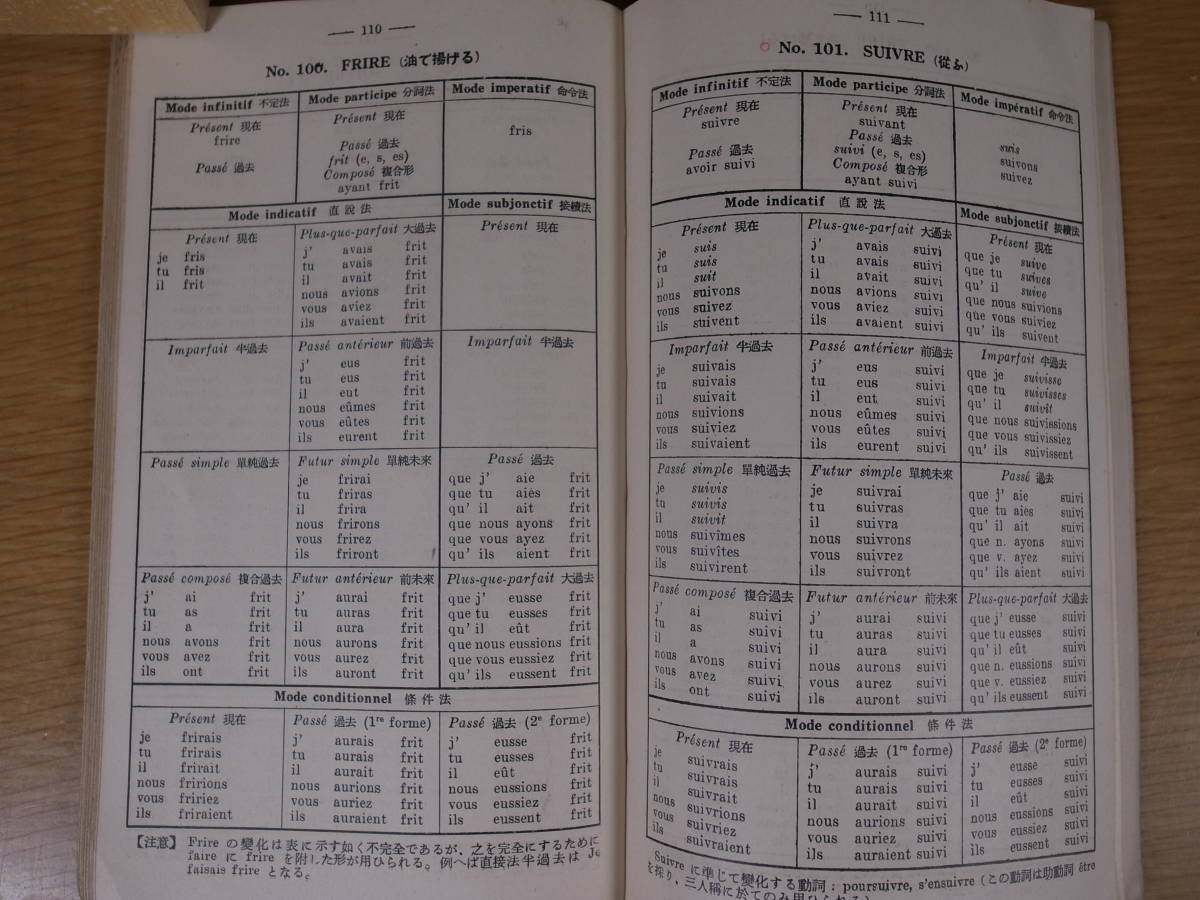 — 110 —
No. 100. FRIRE (油で揚げる)
Mode infinitif 不定法 Mode participe 分詞法 Mode imperatif 命令法
Présent 現在
frire
Passé 過去
Présent 現在
Passé 過去
frit (e, s, es)
Composé 複合形
ayant frit
fris
Mode indicatif 直説法 Mode subjonctif 接續法
Présent 現在
je fris
tu fris
il frit
Plus-que-parfait 大過去
j' avais frit
tu avais frit
il avait frit
nous avions frit
vous aviez frit
ils avaient frit
Présent 現在
Imparfait 半過去
Passé antérieur 前過去
j' eus frit
tu eus frit
il eut frit
nous eûmes frit
vous eûtes frit
ils eurent frit
Imparfait 半過去
Passé simple 單純過去
Futur simple 單純未來
je frirai
tu friras
il frira
nous frirons
vous frirez
ils friront
Passé 過去
que j' aie frit
que tu aies frit
qu' il ait frit
que nous ayons frit
que vous ayez frit
qu' ils aient frit
Passé composé 複合過去
j' ai frit
tu as frit
il a frit
nous avons frit
vous avez frit
ils ont frit
Futur antérieur 前未來
j' aurai frit
tu auras frit
il aura frit
nous aurons frit
vous aurez frit
ils auront frit
Plus-que-parfait 大過去
que j' eusse frit
que tu eusses frit
qu' il eût frit
que nous eussions frit
que vous eussiez frit
qu' ils eussent frit
Mode conditionnel 條件法
Présent 現在
je frirais
tu frirais
il frirait
nous fririons
vous fririez
ils friraient
Passé 過去 (1re forme)
j' aurais frit
tu aurais frit
il aurait frit
nous aurions frit
vous auriez frit
ils auraient frit
Passé 過去 (2e forme)
j' eusse frit
tu eusses frit
il eût frit
nous eussions frit
vous eussiez frit
ils eussent frit
【注意】 Frire の變化は表に示す如く不完全であるが、之を完全にするために
faire に frire を附した形が用ひられる。例へば直接法半過去は Je
faisais frire となる。
— 111 —
No. 101. SUIVRE (從ふ)
Mode infinitif 不定法 Mode participe 分詞法 Mode impératif 命令法
Présent 現在
suivre
Passé 過去
avoir suivi
Présent 現在
suivant
Passé 過去
suivi (e, s, es)
Composé 複合形
ayant suivi
suis
suivons
suivez
Mode indicatif 直説法 Mode subjonctif 接續法
Présent 現在
je suis
tu suis
il suit
nous suivons
vous suivez
ils suivent
Plus-que-parfait 大過去
j' avais suivi
tu avais suivi
il avait suivi
nous avions suivi
vous aviez suivi
ils avaient suivi
Présent 現在
que je suive
que tu suives
qu' il suive
que nous suivions
que vous suiviez
qu' ils suivent
Imparfait 半過去
je suivais
tu suivais
il suivait
nous suivions
vous suiviez
ils suivaient
Passé antérieur 前過去
j' eus suivi
tu eus suivi
il eut suivi
nous eûmes suivi
vous eûtes suivi
ils eurent suivi
Imparfait 半過去
que je suivisse
que tu suivisses
qu' il suivît
que nous suivissions
que vous suivissiez
qu' ils suivissent
Passé simple 單純過去
je suivis
tu suivis
il suivit
nous suivîmes
vous suivîtes
ils suivirent
Futur simple 單純未來
je suivrai
tu suivras
il suivra
nous suivrons
vous suivrez
ils suivront
Passé 過去
que j' aie suivi
que tu aies suivi
qu' il ait suivi
que n. ayons suivi
que v. ayez suivi
qu' ils aient suivi
Passé composé 複合過去
j' ai suivi
tu as suivi
il a suivi
nous avons suivi
vous avez suivi
ils ont suivi
Futur antérieur 前未來
j' aurai suivi
tu auras suivi
il aura suivi
nous aurons suivi
vous aurez suivi
ils auront suivi
Plus-que-parfait 大過去
que j' eusse suivi
que tu eusses suivi
qu' il eût suivi
que n. eussions suivi
que v. eussiez suivi
qu' ils eussent suivi
Mode conditionnel 條件法
Présent 現在
je suivrais
tu suivrais
il suivrait
nous suivrions
vous suivriez
ils suivraient
Passé 過去 (1re forme)
j' aurais suivi
tu aurais suivi
il aurait suivi
nous aurions suivi
vous auriez suivi
ils auraient suivi
Passé 過去 (2e forme)
j' eusse suivi
tu eusses suivi
il eût suivi
nous eussions suivi
vous eussiez suivi
ils eussent suivi
Suivre に準じて變化する動詞: poursuivre, s'ensuivre (この動詞は助動詞 être
を採り、三人稱に於てのみ用ひられる)